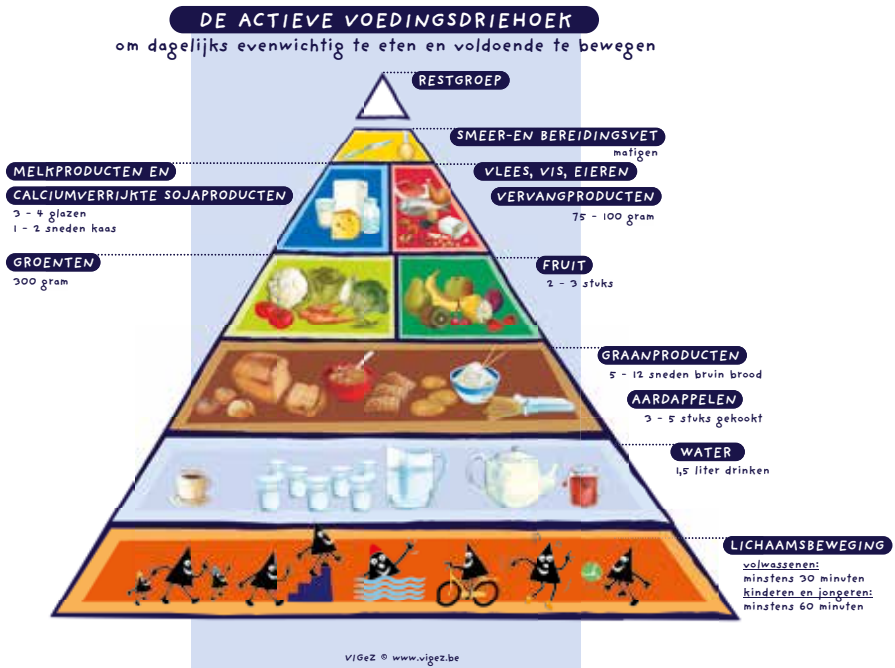 DE ACTIEVE VOEDINGSDRIEHOEK
om dagelijks evenwichtig te eten en voldoende te bewegen
RESTGROEP
SMEER-EN BEREIDINGSVET
matigen
MELKPRODUCTEN EN
CALCIUMVERRIJKTE SOJAPRODUCTEN
3 - 4 glazen
1 - 2 sneden kaas
VLEES, VIS, EIEREN
VERVANGPRODUCTEN
75 - 100 gram
GROENTEN
300 gram
FRUIT
2 - 3 stuks
GRAANPRODUCTEN
5 - 12 sneden bruin brood
AARDAPPELEN
3 - 5 stuks gekookt
WATER
1,5 liter drinken
LICHAAMSBEWEGING
volwassenen:
minstens 30 minuten
kinderen en jongeren:
minstens 60 minuten
VIGeZ © www.vigez.be